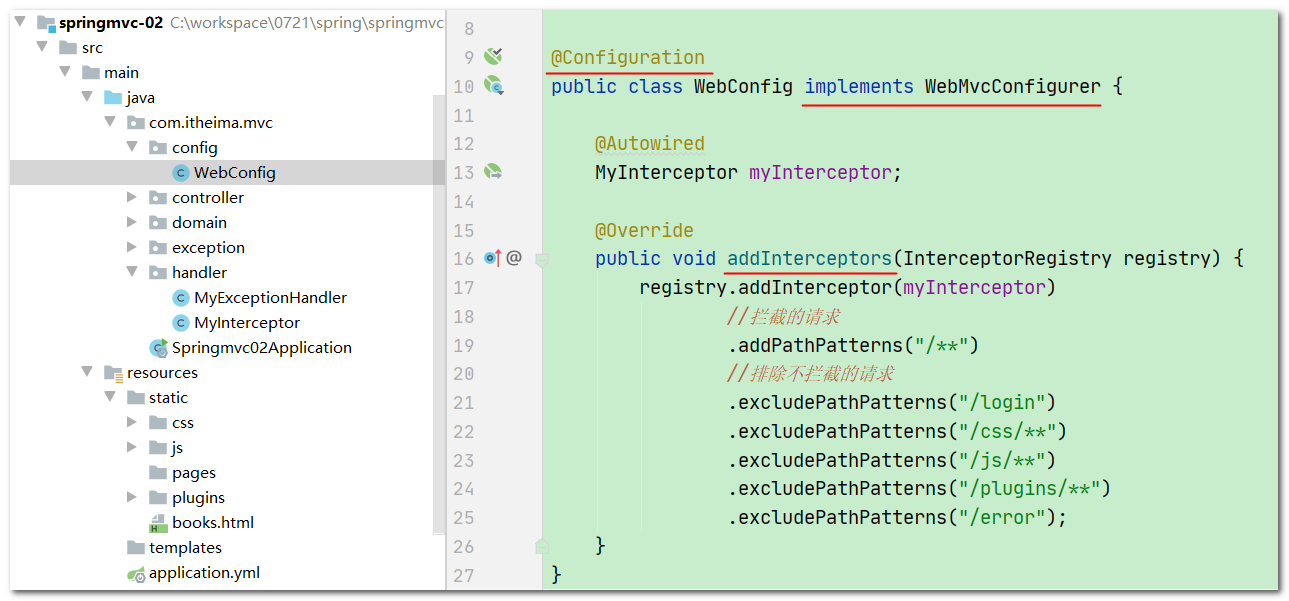 springmvc-02 C:\workspace\0721\spring\springmvc
src
main
java
com.itheima.mvc
config
WebConfig
controller
domain
exception
handler
MyExceptionHandler
MyInterceptor
Springmvc02Application
resources
static
css
js
pages
plugins
books.html
templates
application.yml
8
9 @Configuration
10 public class WebConfig implements WebMvcConfigurer {
11
12 @Autowired
13 MyInterceptor myInterceptor;
14
15 @Override
16 @ public void addInterceptors(InterceptorRegistry registry) {
17 registry.addInterceptor(myInterceptor)
18 //拦截的请求
19 .addPathPatterns("/**")
20 //排除不拦截的请求
21 .excludePathPatterns("/login")
22 .excludePathPatterns("/css/**")
23 .excludePathPatterns("/js/**")
24 .excludePathPatterns("/plugins/**")
25 .excludePathPatterns("/error");
26 }
27 }